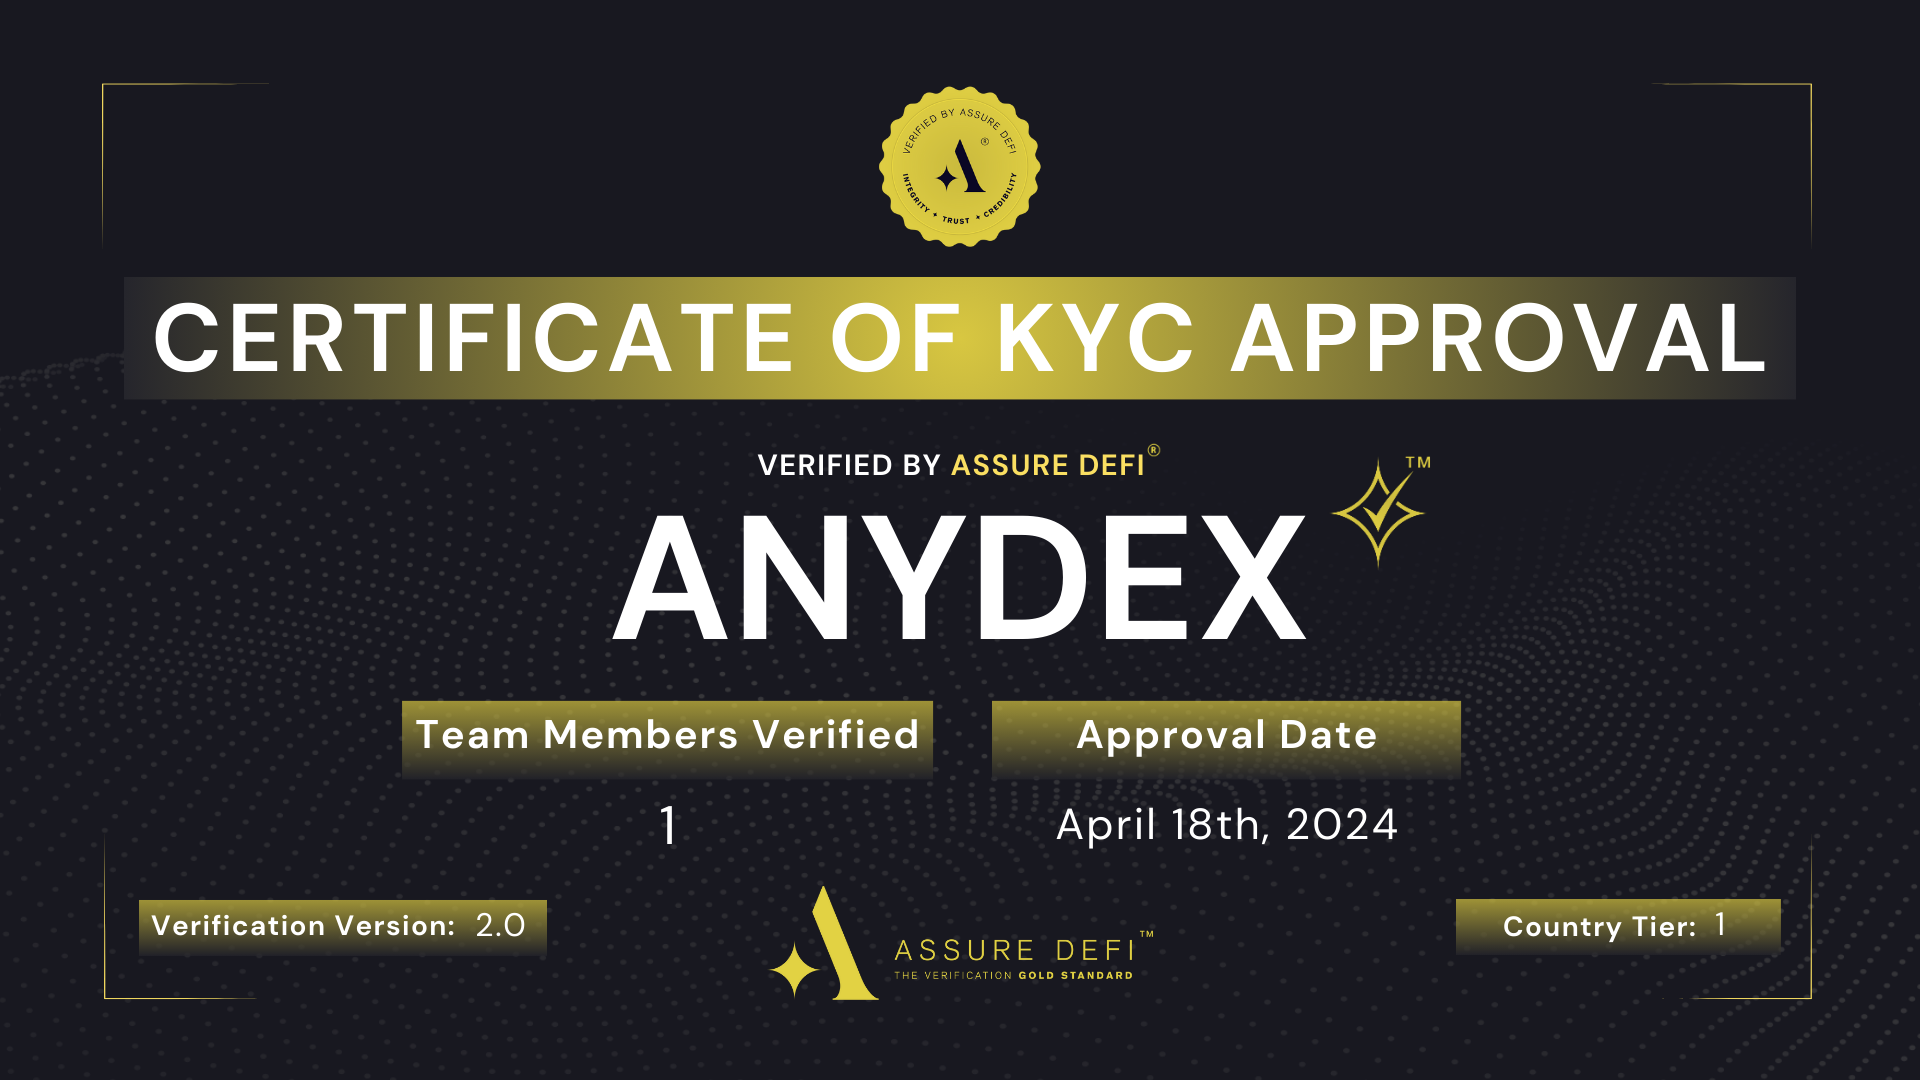 VERIFIED BY ASSURE DEFI
®
INTEGRITY ✦ TRUST ✦ CREDIBILITY
CERTIFICATE OF KYC APPROVAL
VERIFIED BY ASSURE DEFI®
ANYDEX
TM
Team Members Verified
Approval Date
1
April 18th, 2024
Verification Version: 2.0
ASSURE DEFI™
THE VERIFICATION GOLD STANDARD
Country Tier: 1